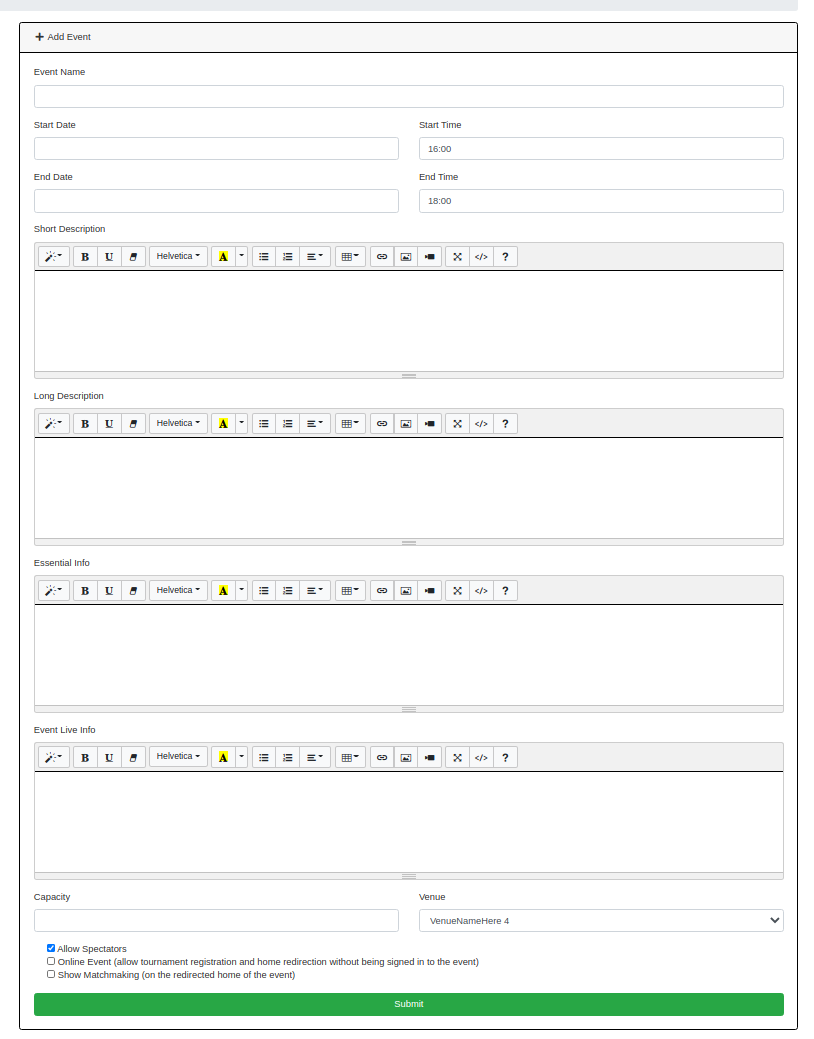 Add Event
Event Name
Start Date Start Time
16:00
End Date End Time
18:00
Short Description
B U Helvetica A </> ?
Long Description
B U Helvetica A </> ?
Essential Info
B U Helvetica A </> ?
Event Live Info
B U Helvetica A </> ?
Capacity Venue
VenueNameHere 4
Allow Spectators
Online Event (allow tournament registration and home redirection without being signed in to the event)
Show Matchmaking (on the redirected home of the event)
Submit